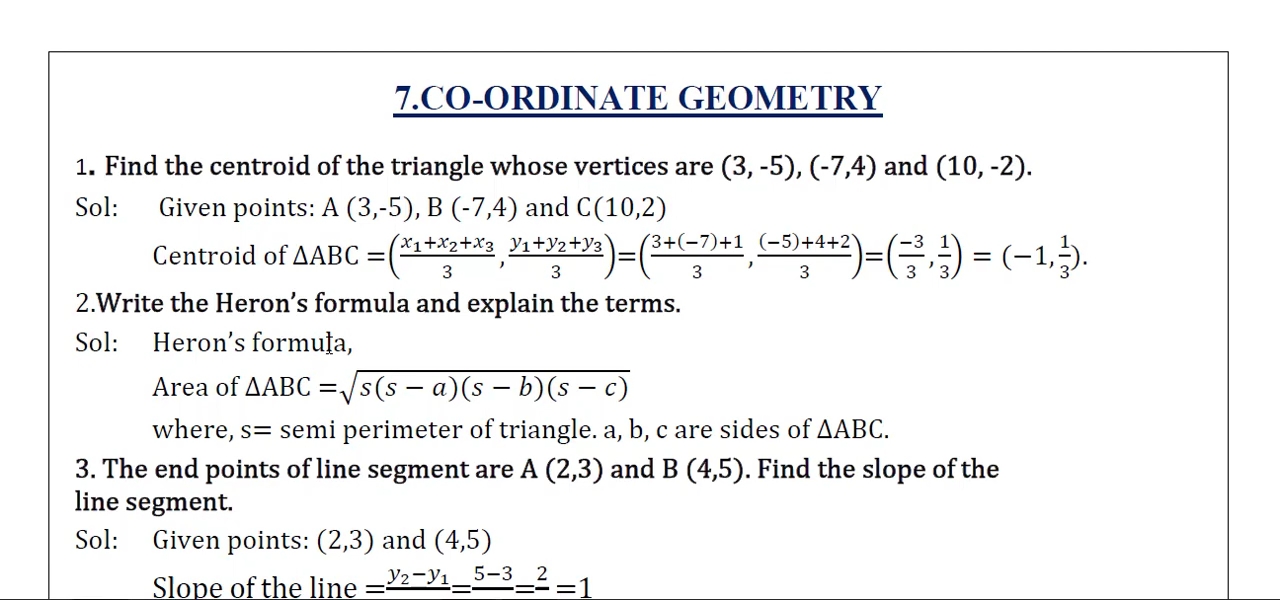 7.CO-ORDINATE GEOMETRY
1. Find the centroid of the triangle whose vertices are (3, -5), (-7,4) and (10, -2).
Sol: Given points: A (3,-5), B (-7,4) and C(10,2)
Centroid of ∆ABC =(x₁+x₂+x₃/3, y₁+y₂+y₃/3)=(3+(−7)+1/3, (−5)+4+2/3)=(−3/3, 1/3) = (−1,1/3).
2.Write the Heron's formula and explain the terms.
Sol: Heron's formula,
Area of ∆ABC =√s(s − a)(s − b)(s − c)
where, s= semi perimeter of triangle. a, b, c are sides of ∆ABC.
3. The end points of line segment are A (2,3) and B (4,5). Find the slope of the
line segment.
Sol: Given points: (2,3) and (4,5)
Slope of the line =y₂−y₁=5−3=2=1